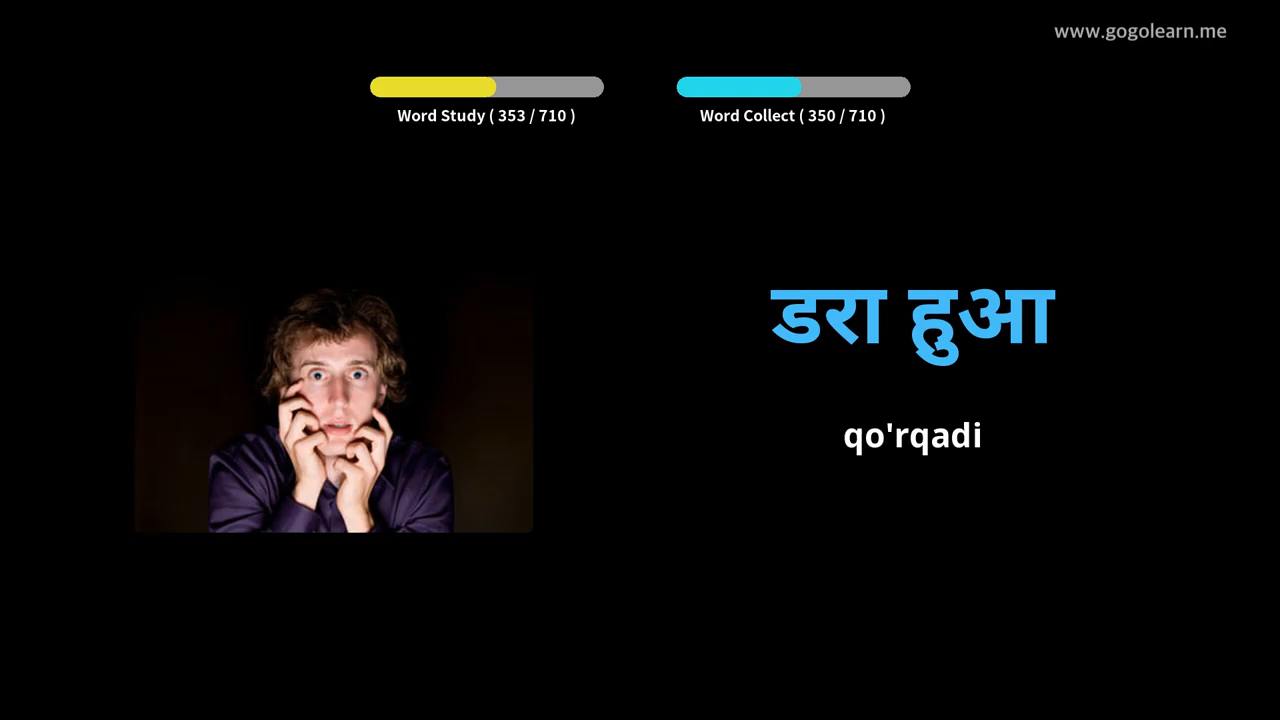 www.gogolearn.me
Word Study ( 353 / 710 )
Word Collect ( 350 / 710 )
डरा हुआ
qo'rqadi